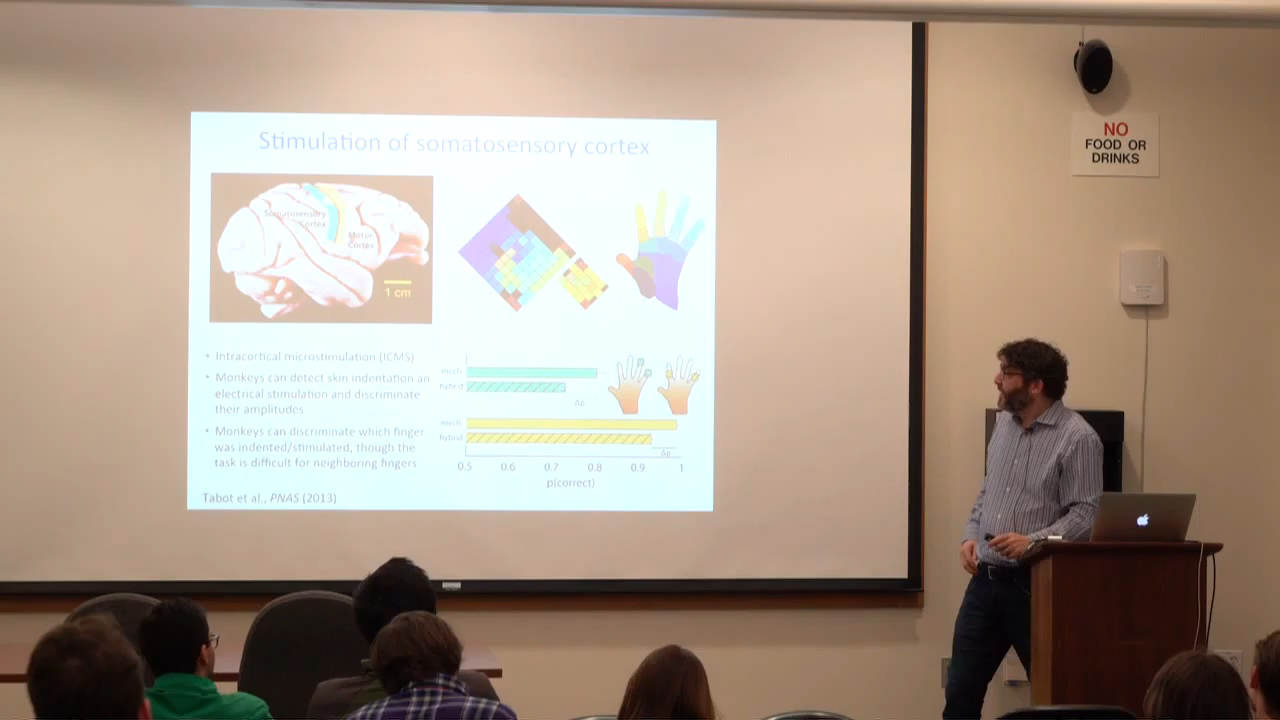 Stimulation of somatosensory cortex
Somatosensory
Cortex
Motor
Cortex
1 cm
• Intracortical microstimulation (ICMS)
• Monkeys can detect skin indentation an
electrical stimulation and discriminate
their amplitudes
• Monkeys can discriminate which finger
was indented/stimulated, though the
task is difficult for neighboring fingers
Tabot et al., PNAS (2013)
mech
hybrid
Δp
mech
hybrid
Δp
0.5 0.6 0.7 0.8 0.9 1
p(correct)
NO
FOOD OR
DRINKS